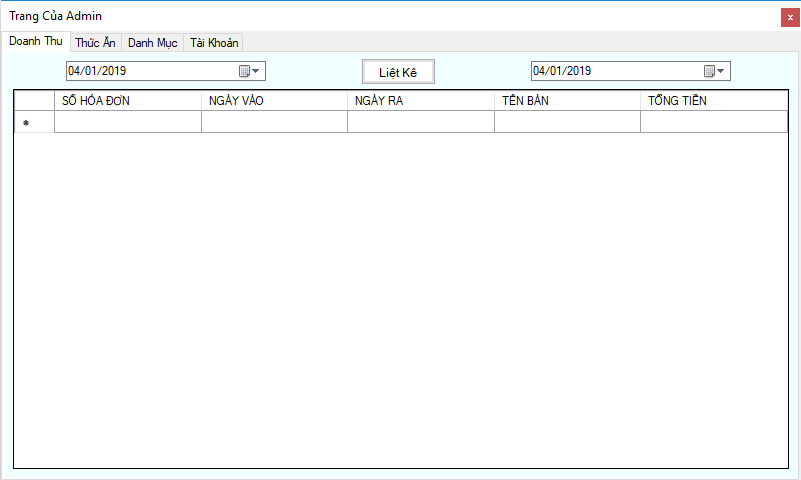 Trang Của Admin
x
Doanh Thu Thức Ăn Danh Mục Tài Khoản
04/01/2019 Liệt Kê 04/01/2019
SỐ HÓA ĐƠN NGÀY VÀO NGÀY RA TÊN BÀN TỔNG TIỀN